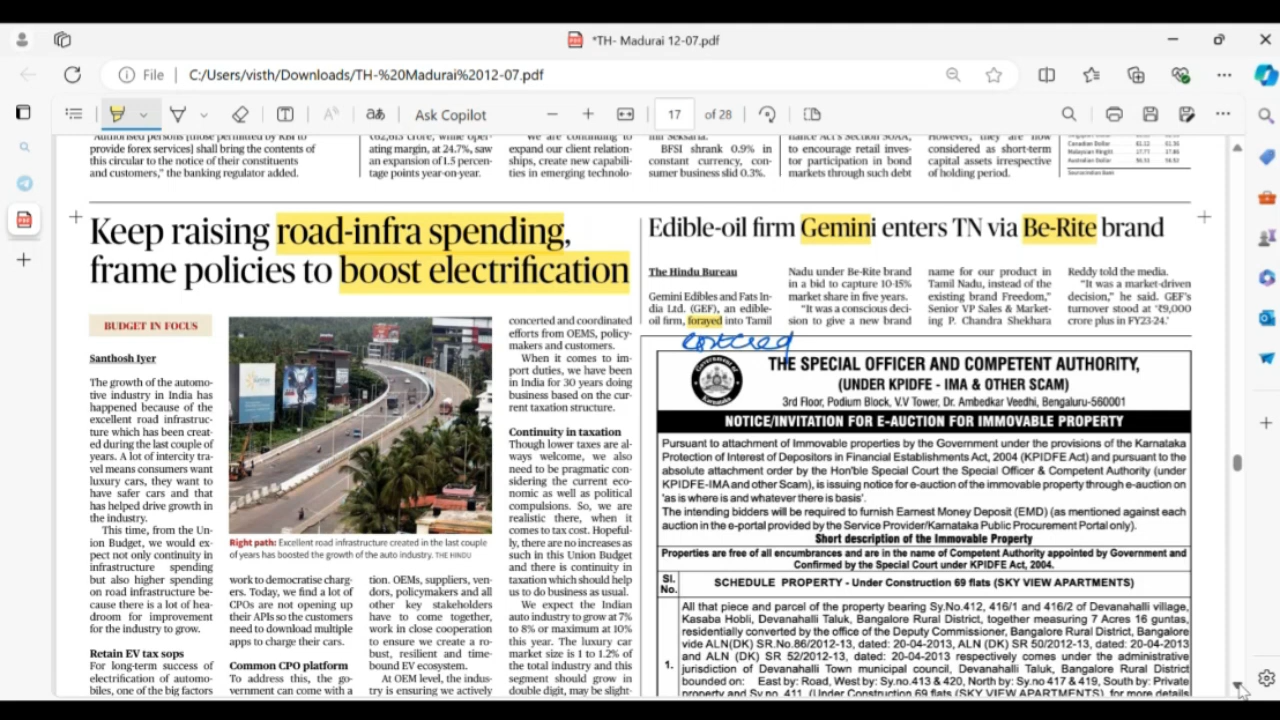 *TH- Madurai 12-07.pdf
File
C:/Users/visth/Downloads/TH-%20Madurai%2012-07.pdf
Ask Copilot
17
of 28
provide forex services] shall bring the contents of
this circular to the notice of their constituents
and customers," the banking regulator added.
ating margin, at 24.7%, saw
an expansion of 1.5 percen-
tage points year-on-year.
We are continuing to
expand our client relation-
ships, create new capabili-
ties in emerging technolo-
BFSI shrank 0.9% in
constant currency, con-
sumer business slid 0.3%.
to encourage retail inves-
tor participation in bond
markets through such debt
However, they are now
considered as short-term
capital assets irrespective
of holding period.
Keep raising road-infra spending,
frame policies to boost electrification
BUDGET IN FOCUS
Santhosh Iyer
The growth of the automo-
tive industry in India has
happened because of the
excellent road infrastruc-
ture which has been creat-
ed during the last couple of
years. A lot of intercity tra-
vel means consumers want
luxury cars, they want to
have safer cars and that
has helped drive growth in
the industry.
This time, from the Un-
ion Budget, we would ex-
pect not only continuity in
infrastructure spending
but also higher spending
on road infrastructure be-
cause there is a lot of hea-
droom for improvement
for the industry to grow.
Retain EV tax sops
For long-term success of
electrification of automo-
biles, one of the big factors
Right path: Excellent road infrastructure created in the last couple
of years has boosted the growth of the auto industry. THE HINDU
work to democratise charg-
ers. Today, we find a lot of
CPOs are not opening up
their APIs so the customers
need to download multiple
apps to charge their cars.
Common CPO platform
To address this, the go-
vernment can come with a
tion. OEMs, suppliers, ven-
dors, policymakers and all
other key stakeholders
have to come together,
work in close cooperation
to ensure we create a ro-
bust, resilient and time-
bound EV ecosystem.
At OEM level, the indus-
try is ensuring we actively
concerted and coordinated
efforts from OEMS, policy-
makers and customers.
When it comes to im-
port duties, we have been
in India for 30 years doing
business based on the cur-
rent taxation structure.
Continuity in taxation
Though lower taxes are al-
ways welcome, we also
need to be pragmatic con-
sidering the current eco-
nomic as well as political
compulsions. So, we are
realistic there, when it
comes to tax cost. Hopeful-
ly, there are no increases as
such in this Union Budget
and there is continuity in
taxation which should help
us to do business as usual.
We expect the Indian
auto industry to grow at 7%
to 8% or maximum at 10%
this year. The luxury car
market size is 1 to 1.2% of
the total industry and this
segment should grow in
double digit, may be slight-
Edible-oil firm Gemini enters TN via Be-Rite brand
The Hindu Bureau
Gemini Edibles and Fats In-
dia Ltd. (GEF), an edible-
oil firm, forayed into Tamil
entered
Nadu under Be-Rite brand
in a bid to capture 10-15%
market share in five years.
"It was a conscious deci-
sion to give a new brand
name for our product in
Tamil Nadu, instead of the
existing brand Freedom,"
Senior VP Sales & Market-
ing P. Chandra Shekhara
Reddy told the media.
"It was a market-driven
decision," he said. GEF's
turnover stood at '₹9,000
crore plus in FY23-24.'
THE SPECIAL OFFICER AND COMPETENT AUTHORITY,
(UNDER KPIDFE - IMA & OTHER SCAM)
3rd Floor, Podium Block, V.V Tower, Dr. Ambedkar Veedhi, Bengaluru-560001
NOTICE/INVITATION FOR E-AUCTION FOR IMMOVABLE PROPERTY
Pursuant to attachment of Immovable properties by the Government under the provisions of the Karnataka
Protection of Interest of Depositors in Financial Establishments Act, 2004 (KPIDFE Act) and pursuant to the
absolute attachment order by the Hon'ble Special Court the Special Officer & Competent Authority (under
KPIDFE-IMA and other Scam), is issuing notice for e-auction of the immovable property through e-auction on
'as is where is and whatever there is basis'.
The intending bidders will be required to furnish Earnest Money Deposit (EMD) (as mentioned against each
auction in the e-portal provided by the Service Provider/Karnataka Public Procurement Portal only).
Short description of the Immovable Property
Properties are free of all encumbrances and are in the name of Competent Authority appointed by Government and
Confirmed by the Special Court under KPIDFE Act, 2004.
Sl. No.
SCHEDULE PROPERTY - Under Construction 69 flats (SKY VIEW APARTMENTS)
1.
All that piece and parcel of the property bearing Sy.No.412, 416/1 and 416/2 of Devanahalli village,
Kasaba Hobli, Devanahalli Taluk, Bangalore Rural District, together measuring 7 Acres 16 guntas,
residentially converted by the office of the Deputy Commissioner, Bangalore Rural District, Bangalore
vide ALN(DK) SR.No.86/2012-13, dated: 20-04-2013, ALN (DK) SR 50/2012-13, dated: 20-04-2013
and ALN (DK) SR 52/2012-13, dated: 20-04-2013 respectively comes under the administrative
jurisdiction of Devanahalli Town municipal council, Devanahalli Taluk, Bangalore Rural District
bounded on: East by: Road, West by: Sy.no.413 & 420, North by: Sy.no 417 & 419, South by: Private
property and Sy.no. 411. (Under Construction 69 flats (SKY VIEW APARTMENTS). for more details